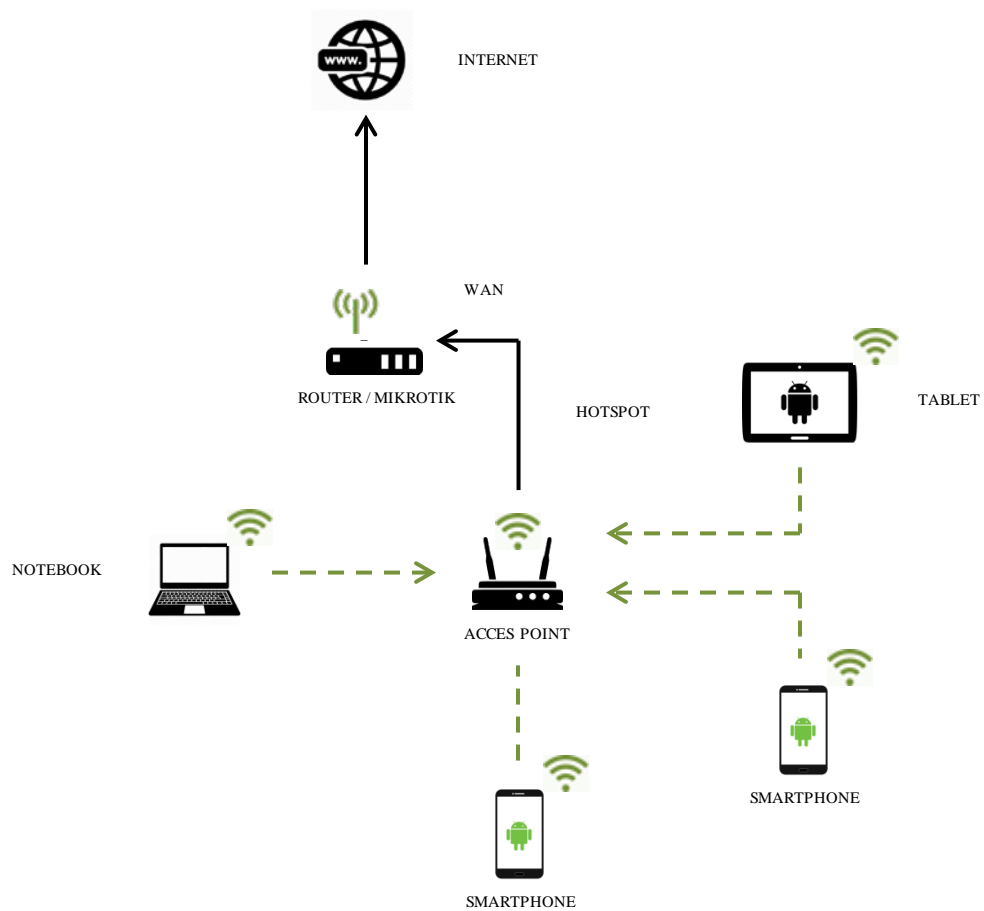 www.
INTERNET
WAN
ROUTER / MIKROTIK
HOTSPOT
TABLET
NOTEBOOK
ACCES POINT
SMARTPHONE
SMARTPHONE